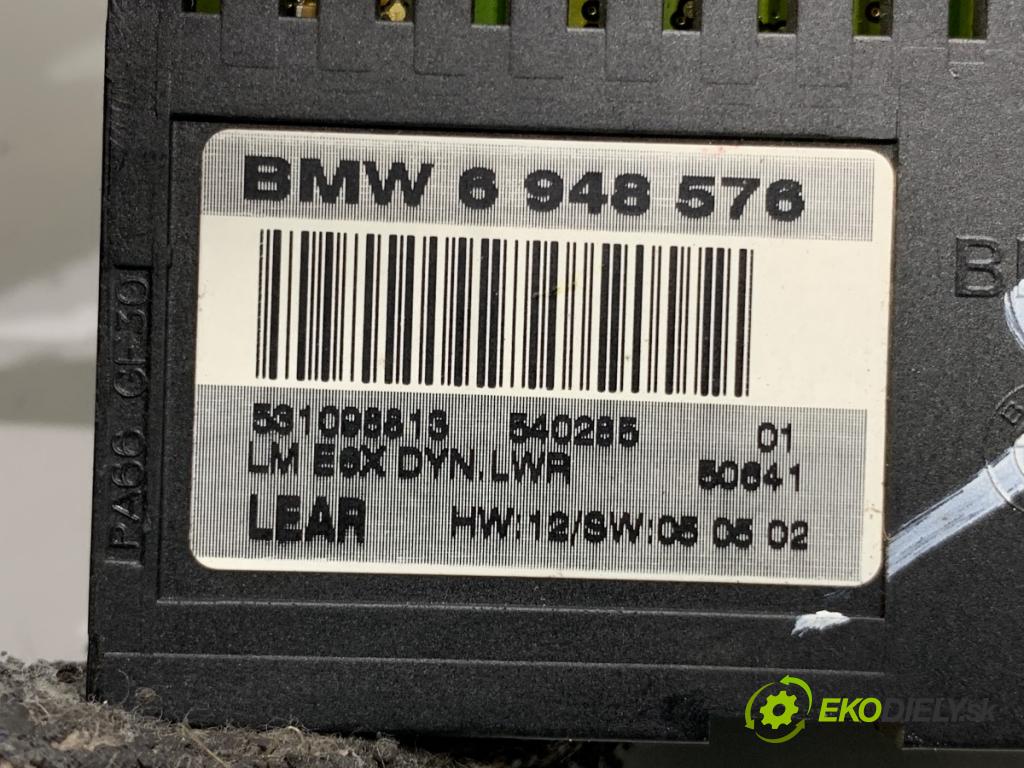 BMW 6 948 576
531098813 540285 01
LM E6X DYN.LWR 50641
LEAR HW:12/SW:05 05 02
PA66 GF30
B
EKODIELY.sk